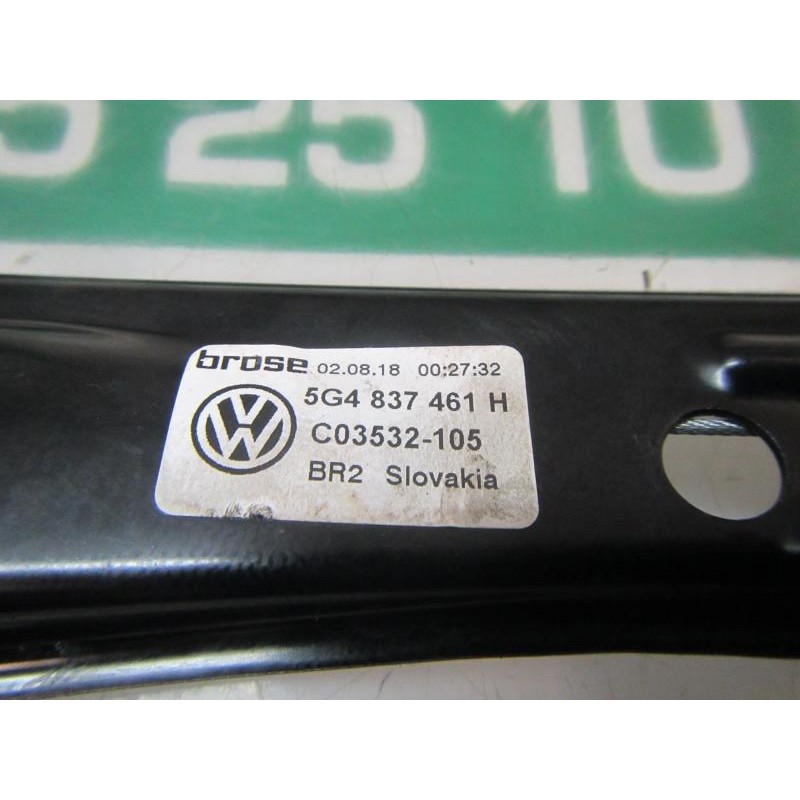 5 25 10
brose 02.08.18 00:27:32
5G4 837 461 H
C03532-105
BR2 Slovakia